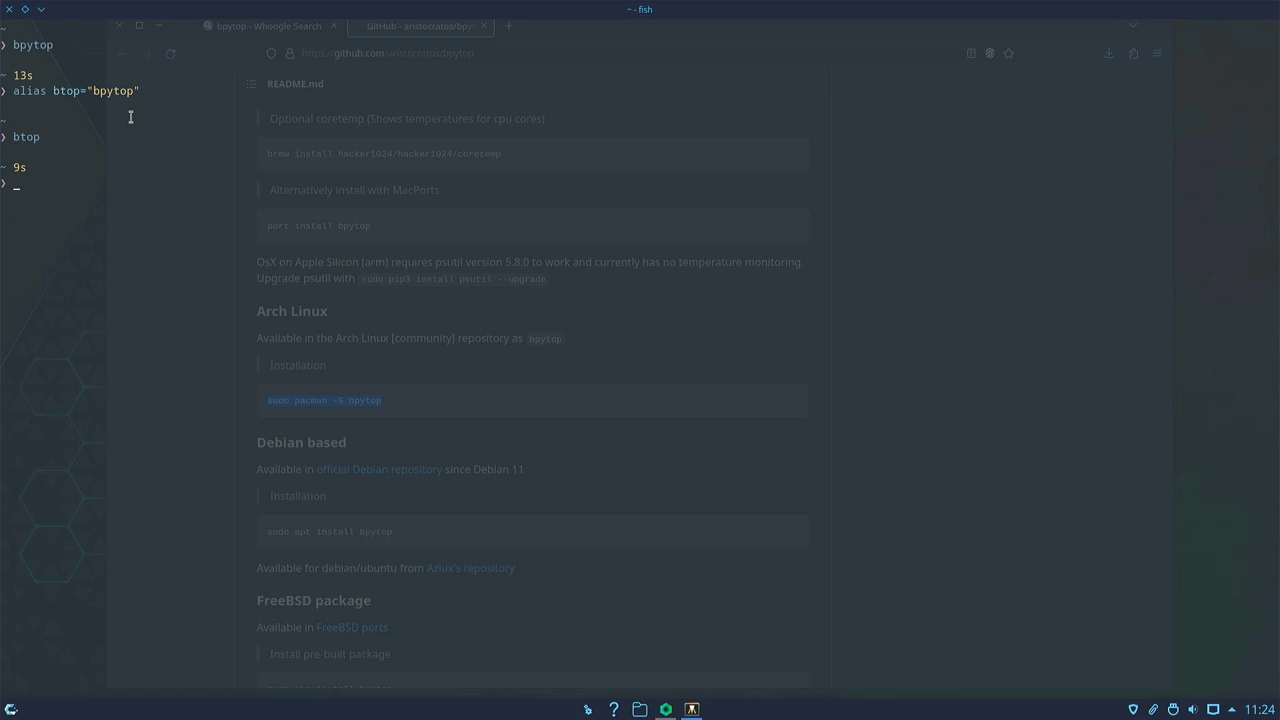 ~ - fish
~
❯ bpytop
~ 13s
❯ alias btop="bpytop"
~
❯ btop
~ 9s
❯ _
bpytop - Whoogle Search
GitHub - aristocratos/bpyt
https://github.com/aristocratos/bpytop
README.md
Optional coretemp (Shows temperatures for cpu cores)
brew install hacker1024/hacker1024/coretemp
Alternatively install with MacPorts
port install bpytop
OsX on Apple Silicon (arm) requires psutil version 5.8.0 to work and currently has no temperature monitoring.
Upgrade psutil with sudo pip3 install psutil --upgrade
Arch Linux
Available in the Arch Linux [community] repository as bpytop
Installation
sudo pacman -S bpytop
Debian based
Available in official Debian repository since Debian 11
Installation
sudo apt install bpytop
Available for debian/ubuntu from Azlux's repository
FreeBSD package
Available in FreeBSD ports
Install pre-built package
11:24